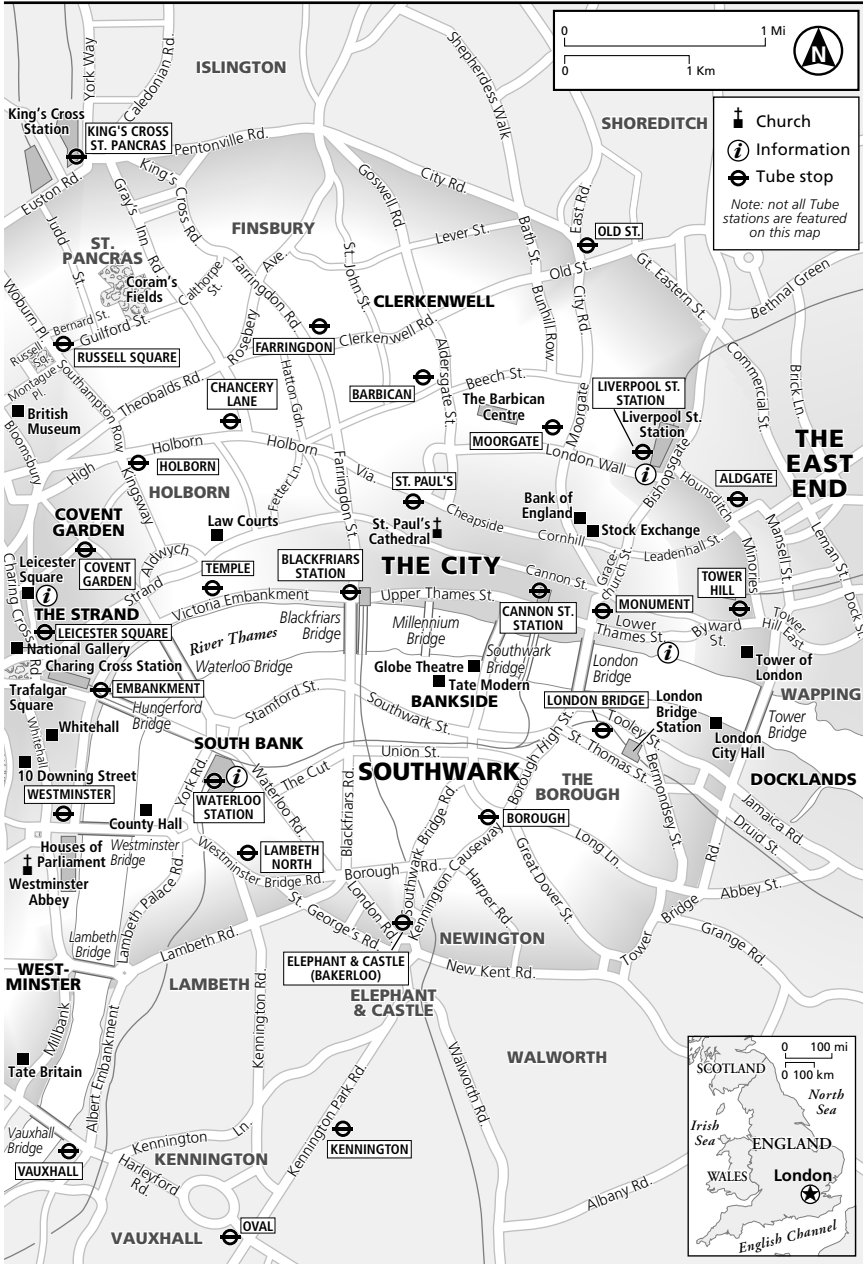 0
1 Mi
0
1 Km
N
Church
Information
Tube stop
Note: not all Tube
stations are featured
on this map
ISLINGTON
York Way
Caledonian Rd.
Shepherdess Walk
SHOREDITCH
King's Cross
Station
KING'S CROSS
ST. PANCRAS
Pentonville Rd.
Euston Rd.
King's Cross Rd.
Gray's Inn Rd.
Judd St.
Goswell Rd.
City Rd.
East Rd.
OLD ST.
FINSBURY
Lever St.
Bath St.
ST.
PANCRAS
St. John St.
Old St.
Gt. Eastern St.
Bethnal Green
Coram's
Fields
Calthorpe
St.
Farringdon Rd.
Rosebery
Ave.
CLERKENWELL
City Rd.
Bunhill Row
Woburn Pl.
Bernard St.
Guilford St.
Russell
Sq.
RUSSELL SQUARE
FARRINGDON
Clerkenwell Rd.
Commercial St.
Brick Ln.
Montague
Pl.
Southampton Row
Theobalds Rd.
CHANCERY
LANE
Hatton Gdn.
BARBICAN
Aldersgate St.
Beech St.
The Barbican
Centre
LIVERPOOL ST.
STATION
Liverpool St.
Station
British
Museum
Bloomsbury
MOORGATE
Moorgate
London Wall
Bishopsgate
THE
EAST
END
High
Holborn
Holborn
Via.
HOLBORN
HOLBORN
Kingsway
Fetter Ln.
Farringdon St.
ST. PAUL'S
Cheapside
Houndsditch
ALDGATE
COVENT
GARDEN
Law Courts
St. Paul's
Cathedral
Bank of
England
Stock Exchange
Cornhill
Leadenhall St.
Mansell St.
Minories
Leman St.
Dock St.
COVENT
GARDEN
Aldwych
Leicester
Square
Charing Cross Rd
TEMPLE
BLACKFRIARS
STATION
THE CITY
Cannon St.
Grace-
church St.
TOWER
HILL
Strand
THE STRAND
Victoria Embankment
Upper Thames St.
CANNON ST.
STATION
MONUMENT
Lower
Thames St.
Byward
St.
Tower
Hill East
LEICESTER SQUARE
National Gallery
River Thames
Blackfriars
Bridge
Millennium
Bridge
Southwark
Bridge
London
Bridge
Tower of
London
Charing Cross Station
Waterloo Bridge
Globe Theatre
Tate Modern
BANKSIDE
WAPPING
Trafalgar
Square
EMBANKMENT
Hungerford
Bridge
Stamford St.
Southwark St.
LONDON BRIDGE
London
Bridge
Station
Tooley St.
London
City Hall
Tower
Bridge
Whitehall
Whitehall
SOUTH BANK
Union St.
St. Thomas St.
10 Downing Street
WESTMINSTER
York Rd.
WATERLOO
STATION
Waterloo Rd.
The Cut
SOUTHWARK
Borough High St.
THE
BOROUGH
Bermondsey St.
DOCKLANDS
County Hall
Blackfriars Rd.
Southwark Bridge Rd.
BOROUGH
Jamaica Rd.
Druid St.
Houses of
Parliament
Westminster
Bridge
LAMBETH
NORTH
Westminster Bridge Rd.
Borough Rd.
Long Ln.
Westminster
Abbey
Lambeth Palace Rd.
St. George's Rd.
London Rd.
Kennington Causeway
Harper Rd.
Great Dover St.
Tower Bridge Rd.
Abbey St.
Grange Rd.
Lambeth
Bridge
Lambeth Rd.
ELEPHANT & CASTLE
(BAKERLOO)
NEWINGTON
New Kent Rd.
WEST-
MINSTER
LAMBETH
ELEPHANT
& CASTLE
Millbank
Albert Embankment
Kennington Rd.
Walworth Rd.
WALWORTH
Tate Britain
Kennington Park Rd.
Vauxhall
Bridge
VAUXHALL
Kennington Ln.
Harleyford
Rd.
KENNINGTON
KENNINGTON
VAUXHALL
OVAL
Albany Rd.
0
100 mi
0
100 km
SCOTLAND
North
Sea
Irish
Sea
ENGLAND
WALES
London
English Channel